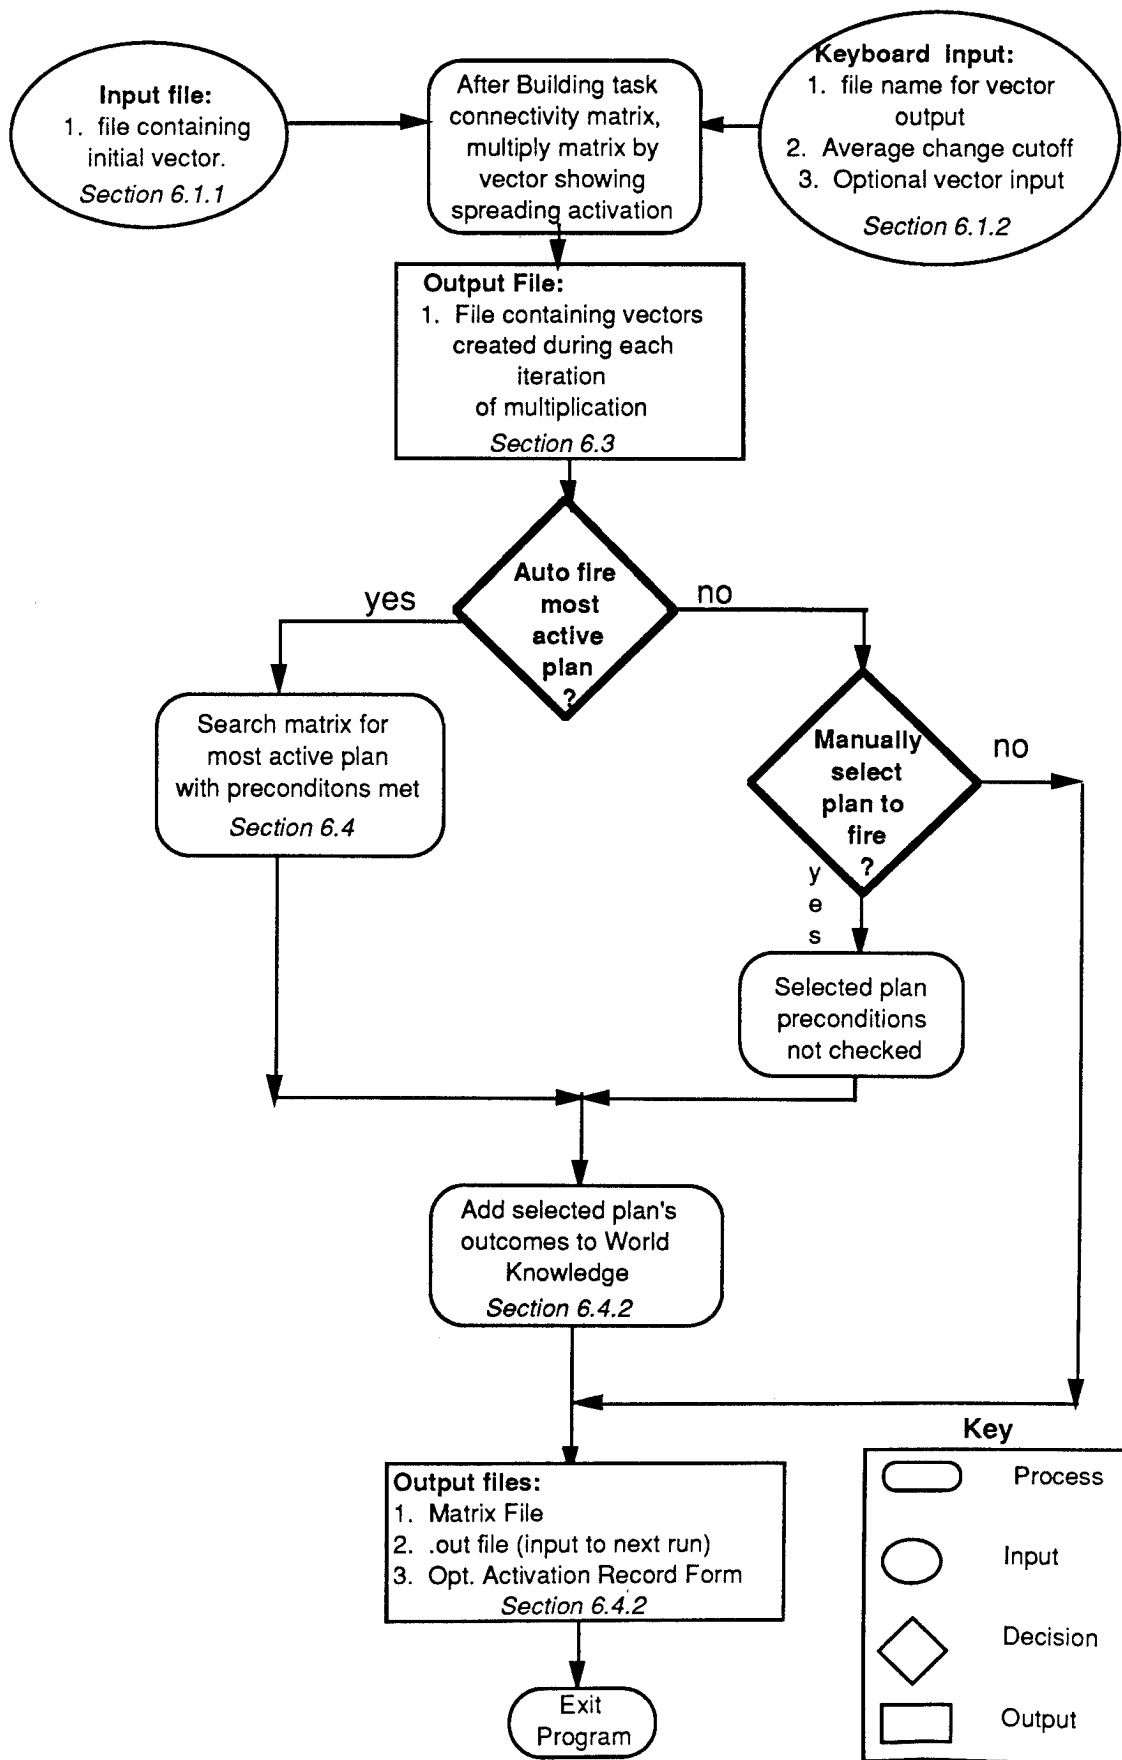 Input file:
1. file containing
initial vector.
Section 6.1.1
After Building task
connectivity matrix,
multiply matrix by
vector showing
spreading activation
Keyboard input:
1. file name for vector
output
2. Average change cutoff
3. Optional vector input
Section 6.1.2
Output File:
1. File containing vectors
created during each
iteration
of multiplication
Section 6.3
Auto fire
most
active
plan
?
yes
no
Search matrix for
most active plan
with preconditons met
Section 6.4
Manually
select
plan to
fire
?
no
y
e
s
Selected plan
preconditions
not checked
Add selected plan's
outcomes to World
Knowledge
Section 6.4.2
Output files:
1. Matrix File
2. .out file (input to next run)
3. Opt. Activation Record Form
Section 6.4.2
Exit
Program
Key
Process
Input
Decision
Output